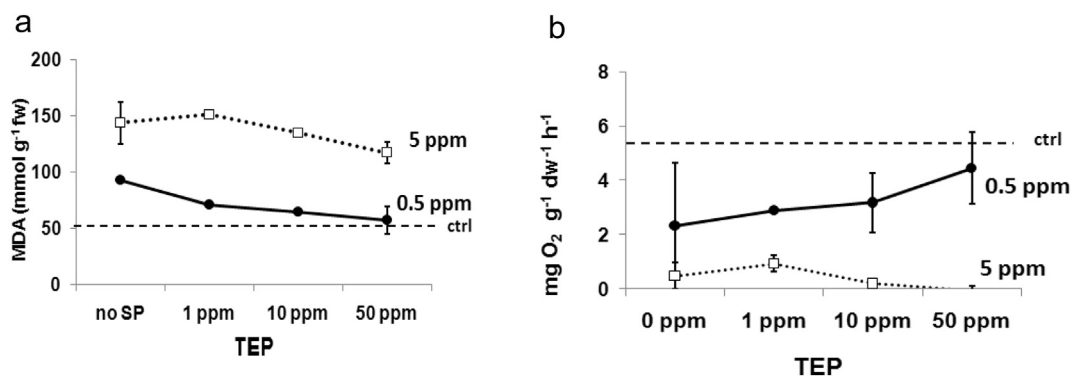 a
200
150
100
50
0
MDA (mmol g⁻¹ fw)
5 ppm
0.5 ppm
ctrl
no SP 1 ppm 10 ppm 50 ppm
TEP
b
8
6
4
2
0
mg O₂ g⁻¹ dw⁻¹ h⁻¹
ctrl
0.5 ppm
5 ppm
0 ppm 1 ppm 10 ppm 50 ppm
TEP